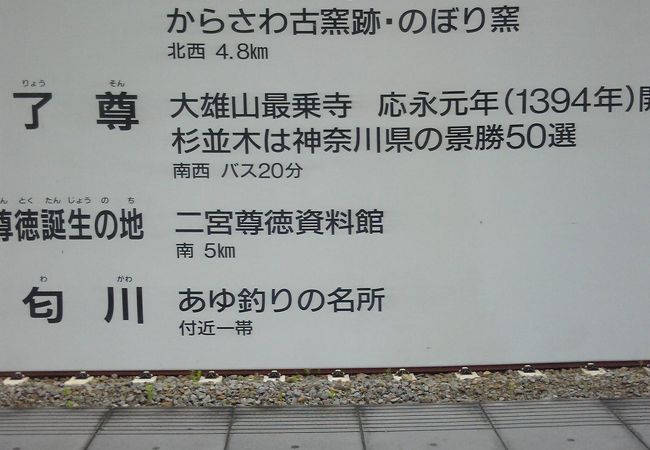 からさわ古窯跡・のぼり窯
北西 4.8km
りょう そん
了尊 大雄山最乗寺 応永元年(1394年)開
杉並木は神奈川県の景勝50選
南西 バス20分
ん とく たん じょう の ち
尊徳誕生の地 二宮尊徳資料館
南 5km
わ がわ
匂川 あゆ釣りの名所
付近一帯